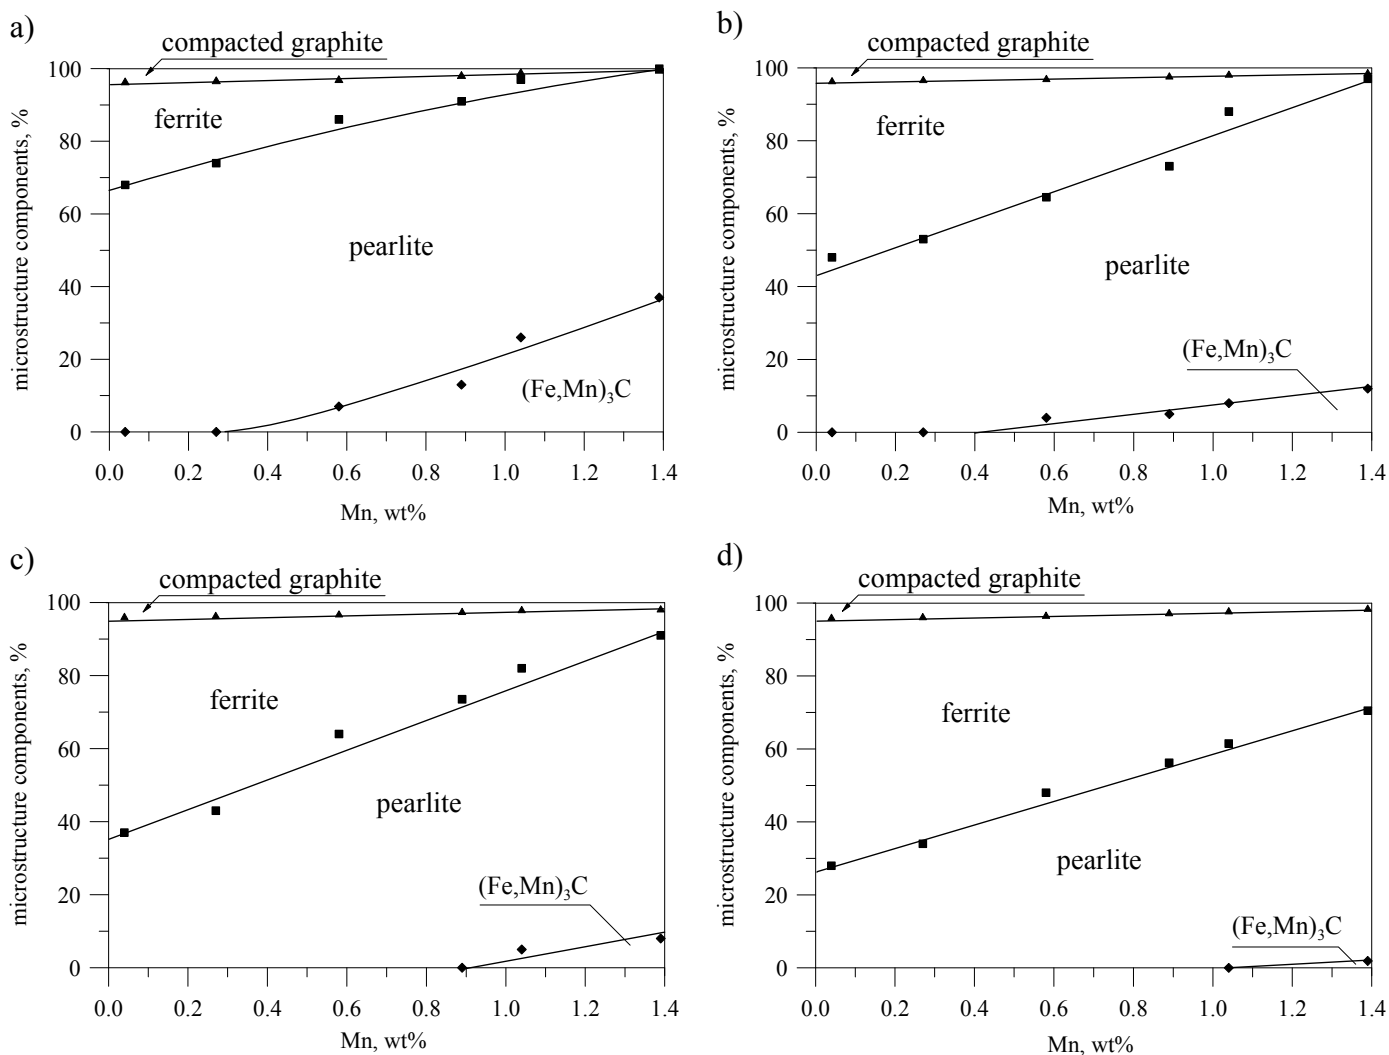 a)
compacted graphite
100
80
60
40
20
0
microstructure components, %
ferrite
pearlite
(Fe,Mn)₃C
0.0 0.2 0.4 0.6 0.8 1.0 1.2 1.4
Mn, wt%
b)
compacted graphite
100
80
60
40
20
0
microstructure components, %
ferrite
pearlite
(Fe,Mn)₃C
0.0 0.2 0.4 0.6 0.8 1.0 1.2 1.4
Mn, wt%
c)
compacted graphite
100
80
60
40
20
0
microstructure components, %
ferrite
pearlite
(Fe,Mn)₃C
0.0 0.2 0.4 0.6 0.8 1.0 1.2 1.4
Mn, wt%
d)
compacted graphite
100
80
60
40
20
0
microstructure components, %
ferrite
pearlite
(Fe,Mn)₃C
0.0 0.2 0.4 0.6 0.8 1.0 1.2 1.4
Mn, wt%